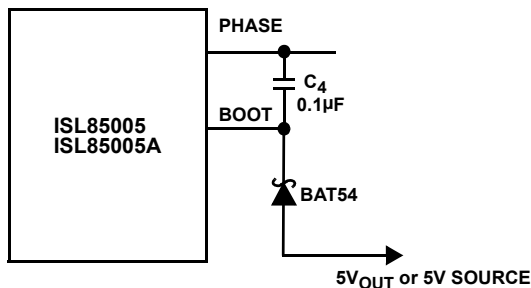 PHASE
C4
0.1µF
BOOT
ISL85005
ISL85005A
BAT54
5VOUT or 5V SOURCE